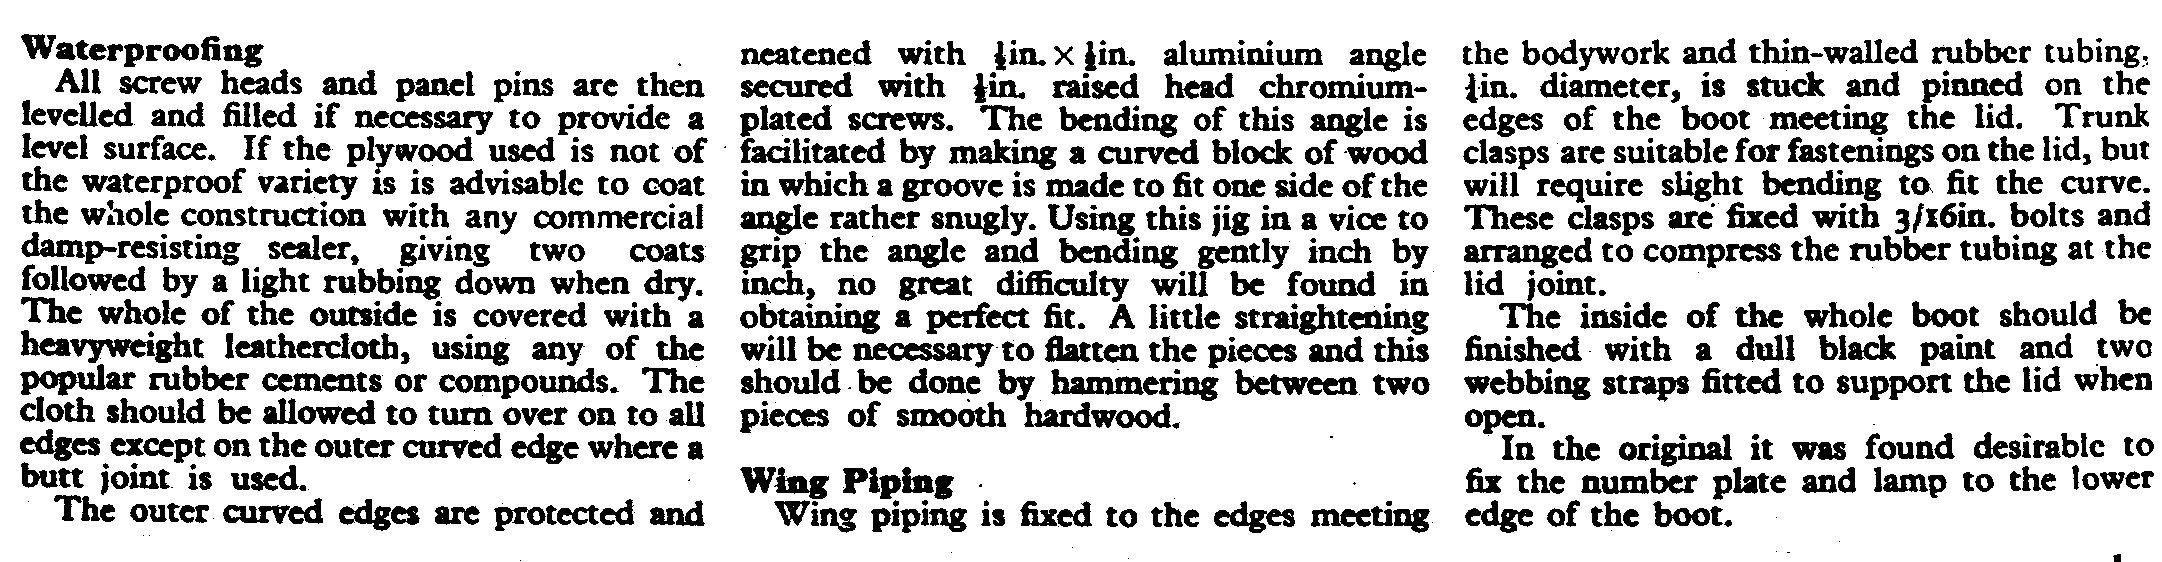 Waterproofing
All screw heads and panel pins are then
levelled and filled if necessary to provide a
level surface. If the plywood used is not of
the waterproof variety is is advisable to coat
the whole construction with any commercial
damp-resisting sealer, giving two coats
followed by a light rubbing down when dry.
The whole of the outside is covered with a
heavyweight leathercloth, using any of the
popular rubber cements or compounds. The
cloth should be allowed to turn over on to all
edges except on the outer curved edge where a
butt joint is used.
The outer curved edges are protected and
neatened with × aluminium angle
secured with raised head chromium-
plated screws. The bending of this angle is
facilitated by making a curved block of wood
in which a groove is made to fit one side of the
angle rather snugly. Using this jig in a vice to
grip the angle and bending gently inch by
inch, no great difficulty will be found in
obtaining a perfect fit. A little straightening
will be necessary to flatten the pieces and this
should be done by hammering between two
pieces of smooth hardwood.
Wing Piping
Wing piping is fixed to the edges meeting
the bodywork and thin-walled rubber tubing,
diameter, is stuck and pinned on the
edges of the boot meeting the lid. Trunk
clasps are suitable for fastenings on the lid, but
will require slight bending to fit the curve.
These clasps are fixed with 3/16in. bolts and
arranged to compress the rubber tubing at the
lid joint.
The inside of the whole boot should be
finished with a dull black paint and two
webbing straps fitted to support the lid when
open.
In the original it was found desirable to
fix the number plate and lamp to the lower
edge of the boot.